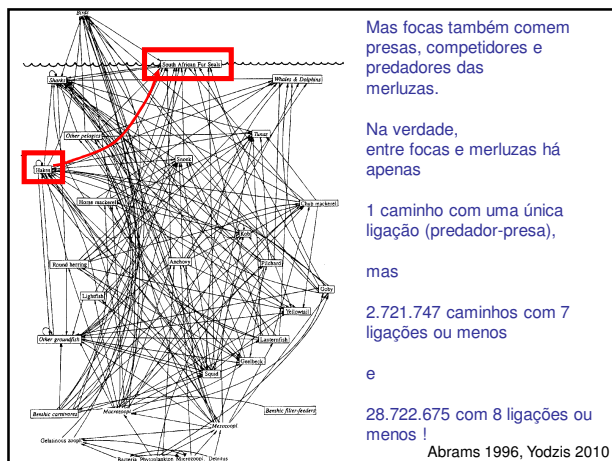 Birds
South African Fur Seals
Sharks
Whales & Dolphins
Other pelagics
Tunas
Snoek
Hakes
Horse mackerel
Chub mackerel
Kob
Round herring
Anchovy
Pilchard
Goby
Lightfish
Yellowtail
Other groundfish
Lanternfish
Geelbeck
Squid
Benthic carnivores
Macrozoopl.
Benthic filter-feeders
Mesozoopl.
Gelatinous zoopl.
Bacteria Phytoplankton Microzoopl. Detritus
Mas focas também comem
presas, competidores e
predadores das
merluzas.
Na verdade,
entre focas e merluzas há
apenas
1 caminho com uma única
ligação (predador-presa),
mas
2.721.747 caminhos com 7
ligações ou menos
e
28.722.675 com 8 ligações ou
menos !
Abrams 1996, Yodzis 2010